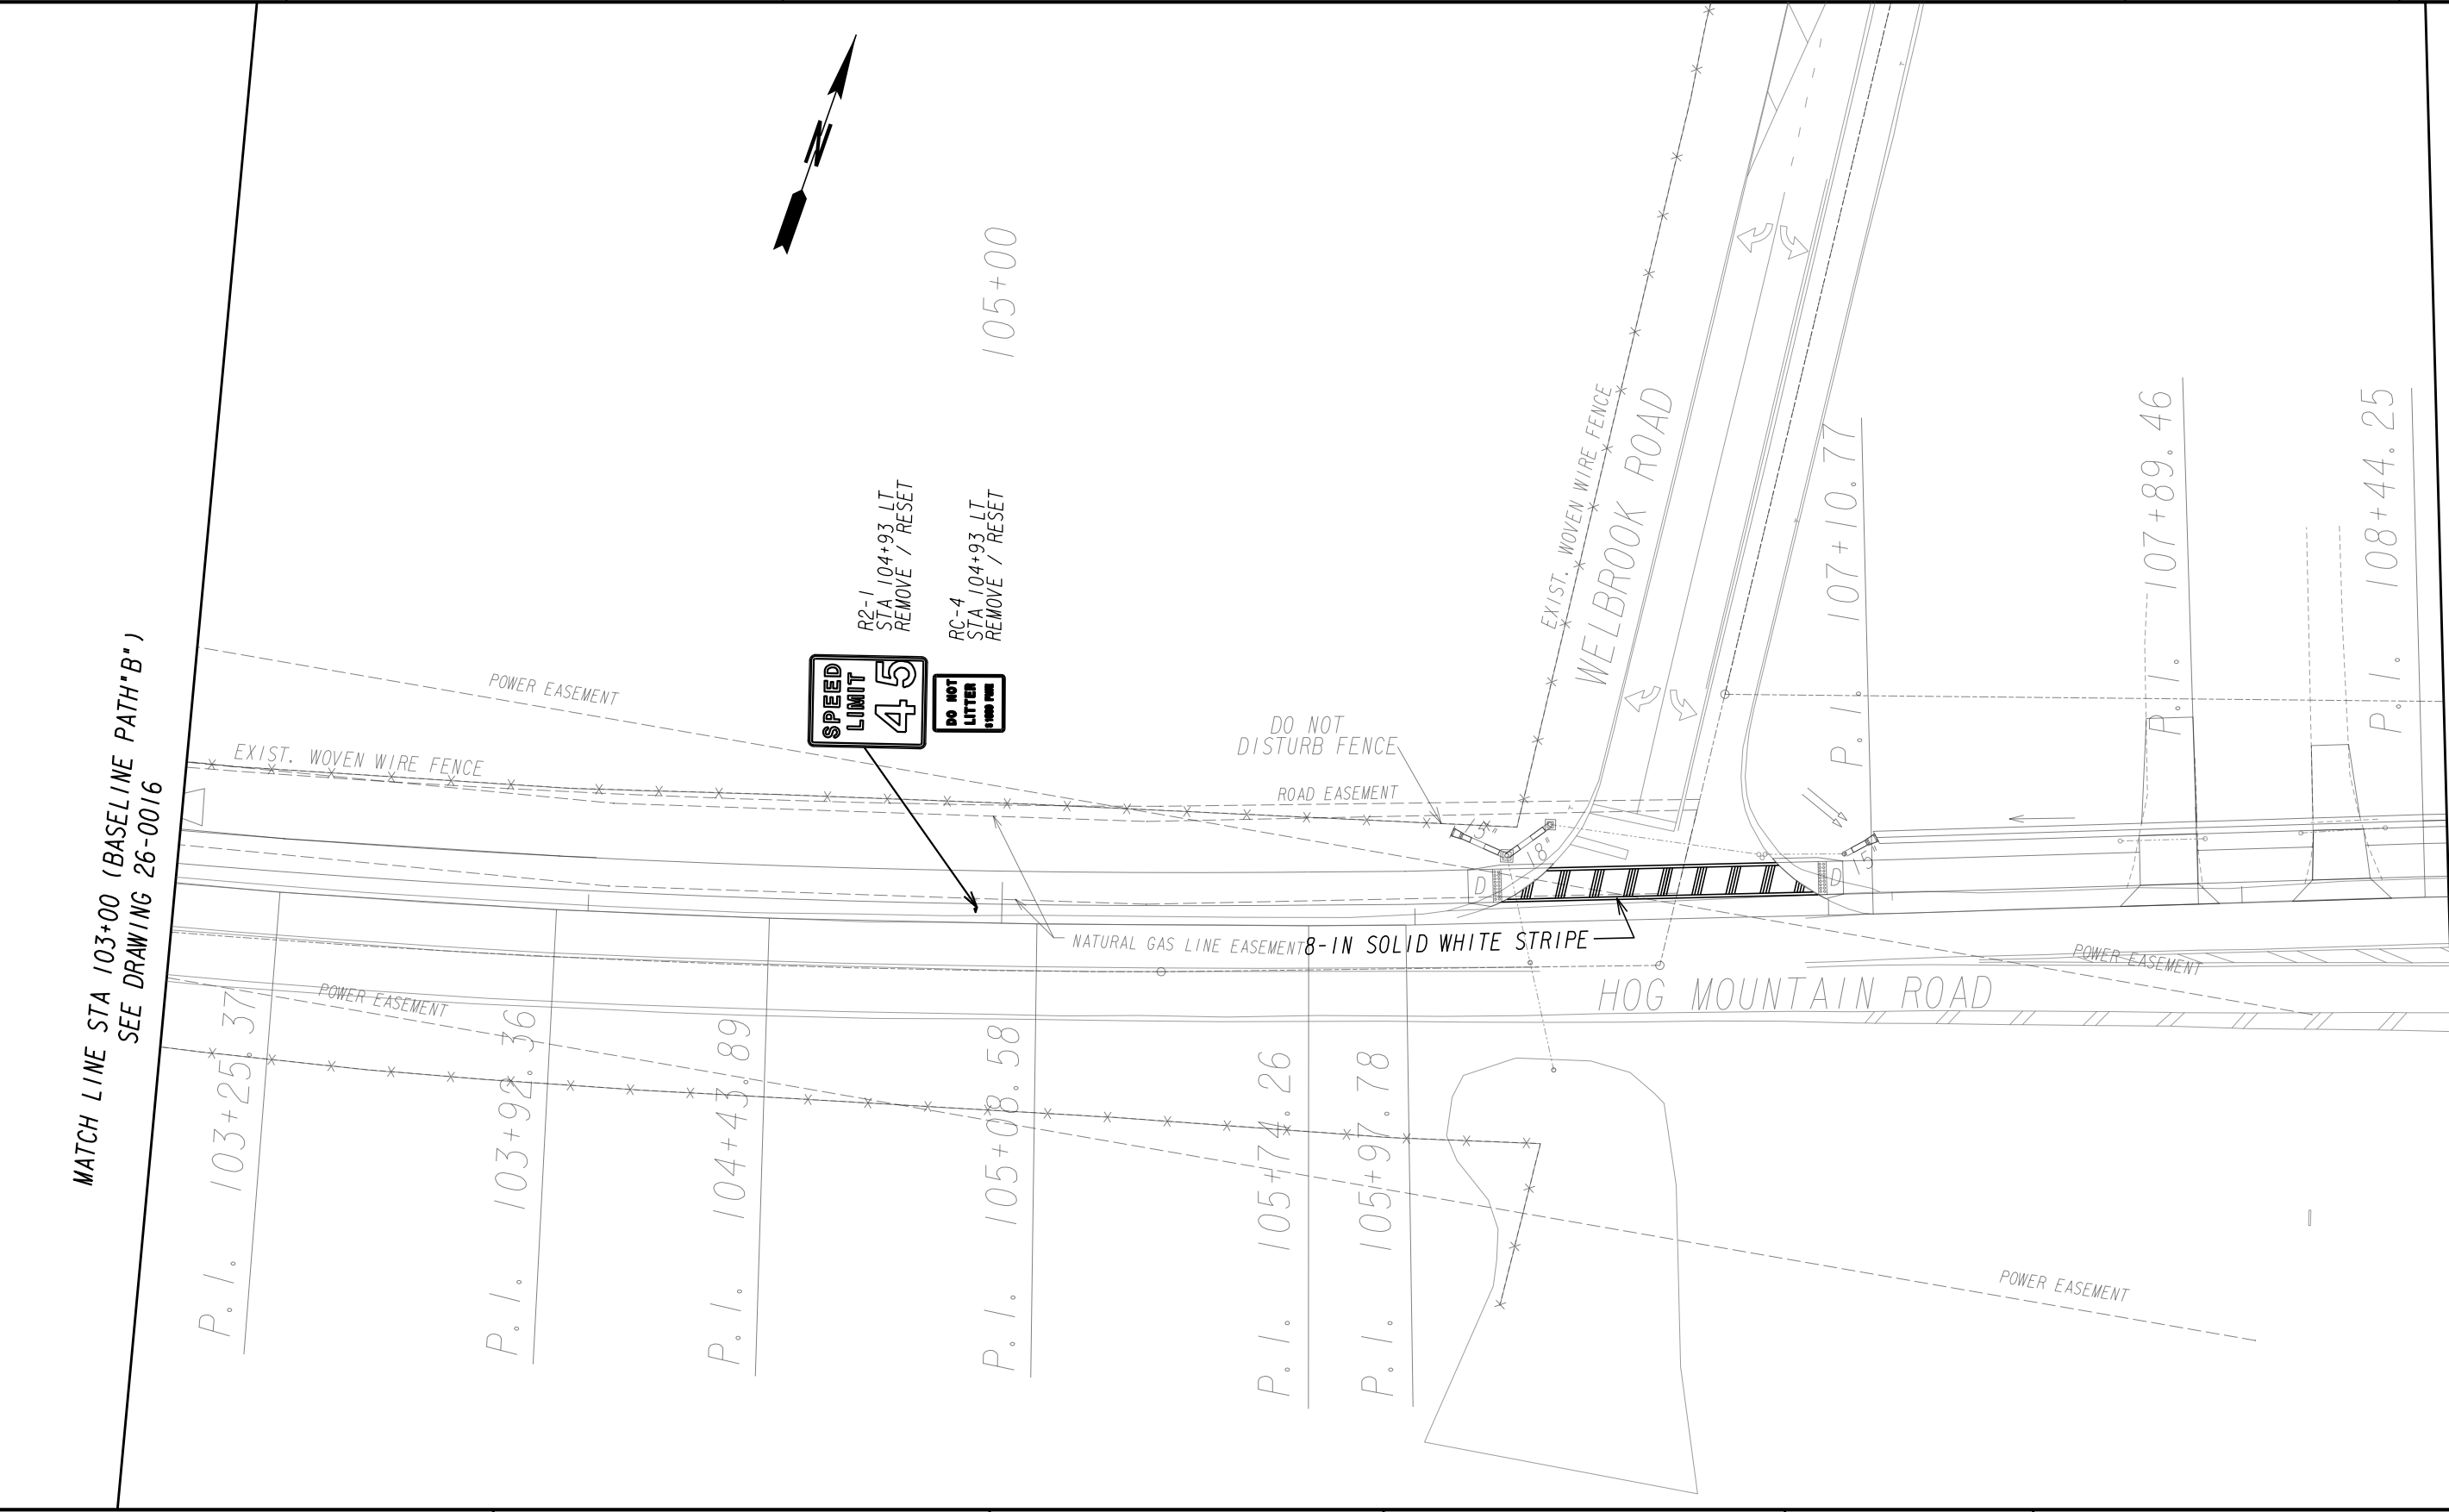 MATCH LINE STA 103+00 (BASELINE PATH"B")
SEE DRAWING 26-0016
105+00
R2-1
STA 104+93 LT
REMOVE / RESET
RC-4
STA 104+93 LT
REMOVE / RESET
SPEED
LIMIT
45
DO NOT
LITTER
$1000 FINE
POWER EASEMENT
EXIST. WOVEN WIRE FENCE
DO NOT
DISTURB FENCE
ROAD EASEMENT
EXIST. WOVEN WIRE FENCE
WELBROOK ROAD
P.I. 107+10.77
P.I. 107+89.46
P.I. 108+44.25
15"
18"
15"
D
D
NATURAL GAS LINE EASEMENT
8-IN SOLID WHITE STRIPE
HOG MOUNTAIN ROAD
POWER EASEMENT
POWER EASEMENT
P.I. 103+25.37
P.I. 103+92.36
P.I. 104+43.89
P.I. 105+08.58
P.I. 105+74.26
P.I. 105+97.78
POWER EASEMENT
N